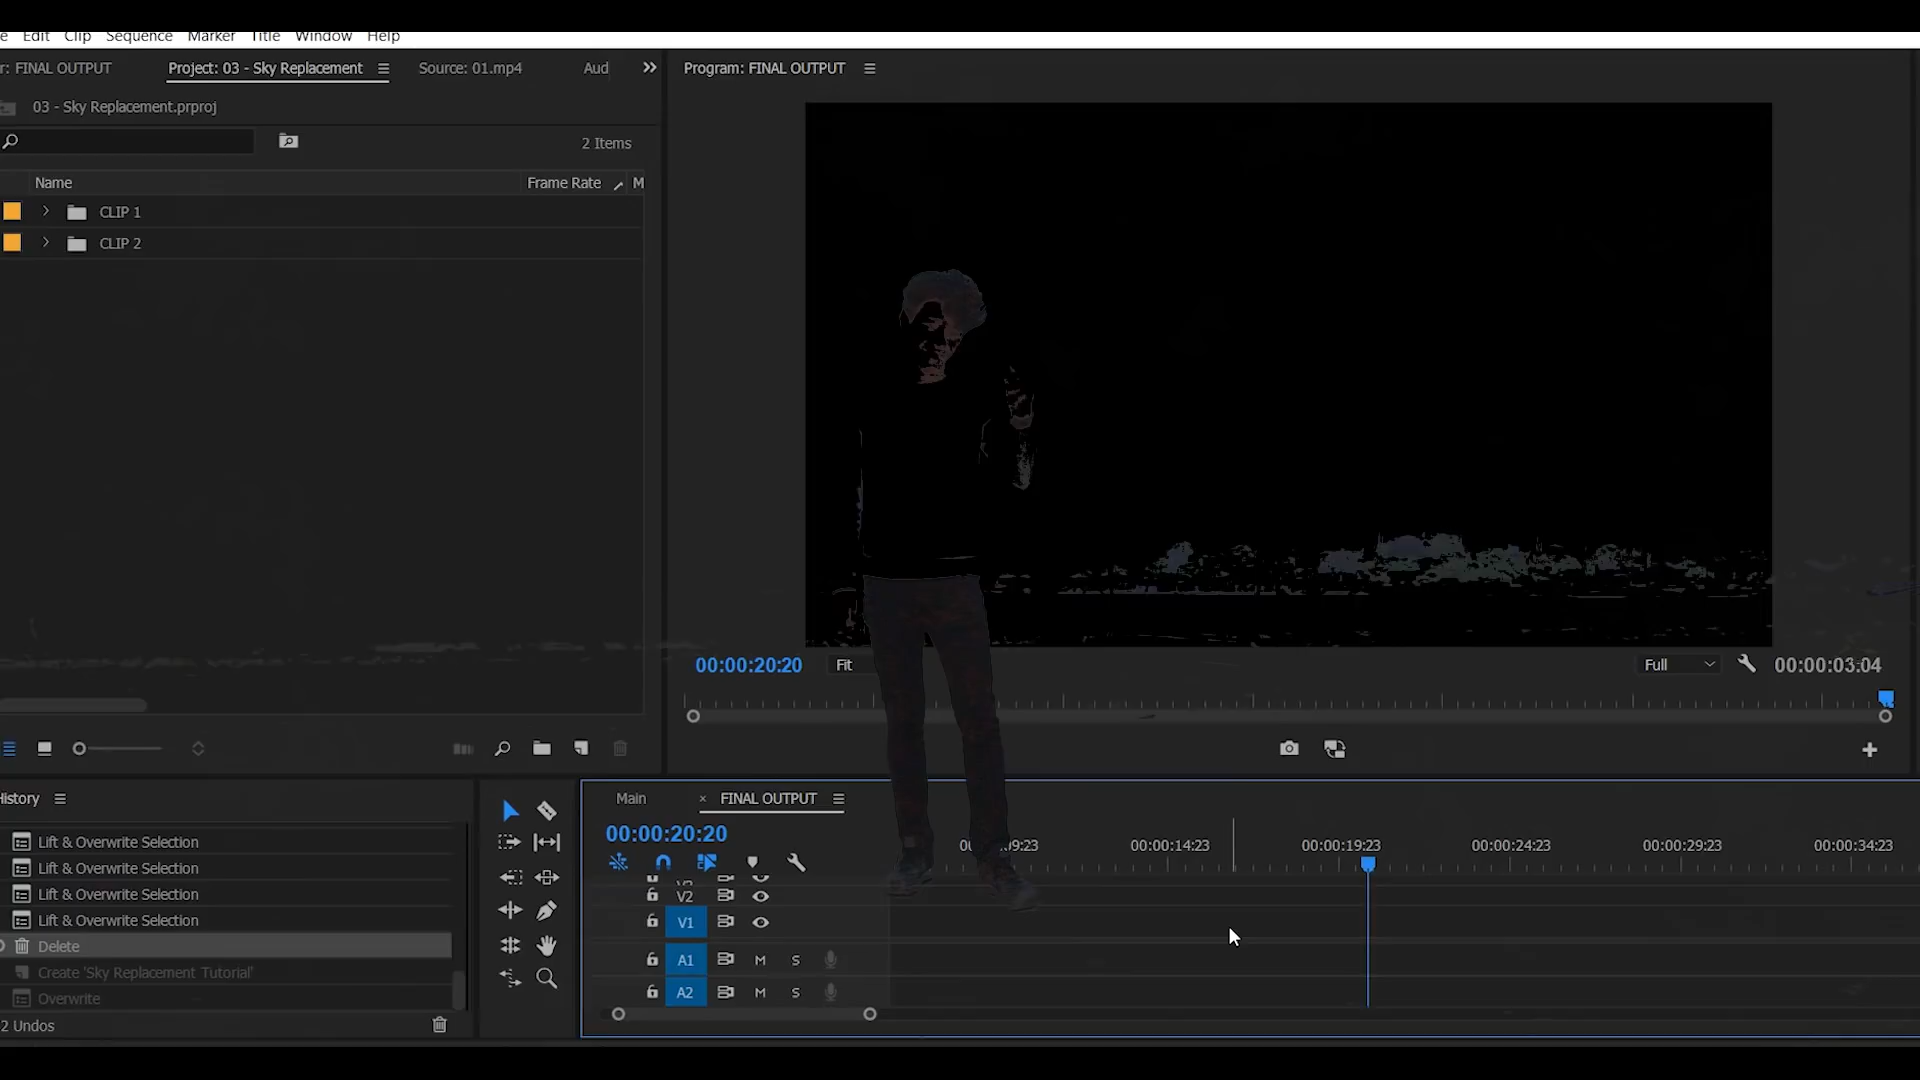 e Edit Clip Sequence Marker Title Window Help
r: FINAL OUTPUT Project: 03 - Sky Replacement Source: 01.mp4 Aud Program: FINAL OUTPUT
03 - Sky Replacement.prproj
2 Items
Name Frame Rate M
CLIP 1
CLIP 2
00:00:20:20 Fit Full 00:00:03:04
History Main × FINAL OUTPUT
00:00:20:20
Lift & Overwrite Selection
Lift & Overwrite Selection
Lift & Overwrite Selection
Lift & Overwrite Selection
Delete
Create 'Sky Replacement Tutorial'
Overwrite
2 Undos
00:00:14:23 00:00:19:23 00:00:24:23 00:00:29:23 00:00:34:23
V2
V1
A1 M S
A2 M S